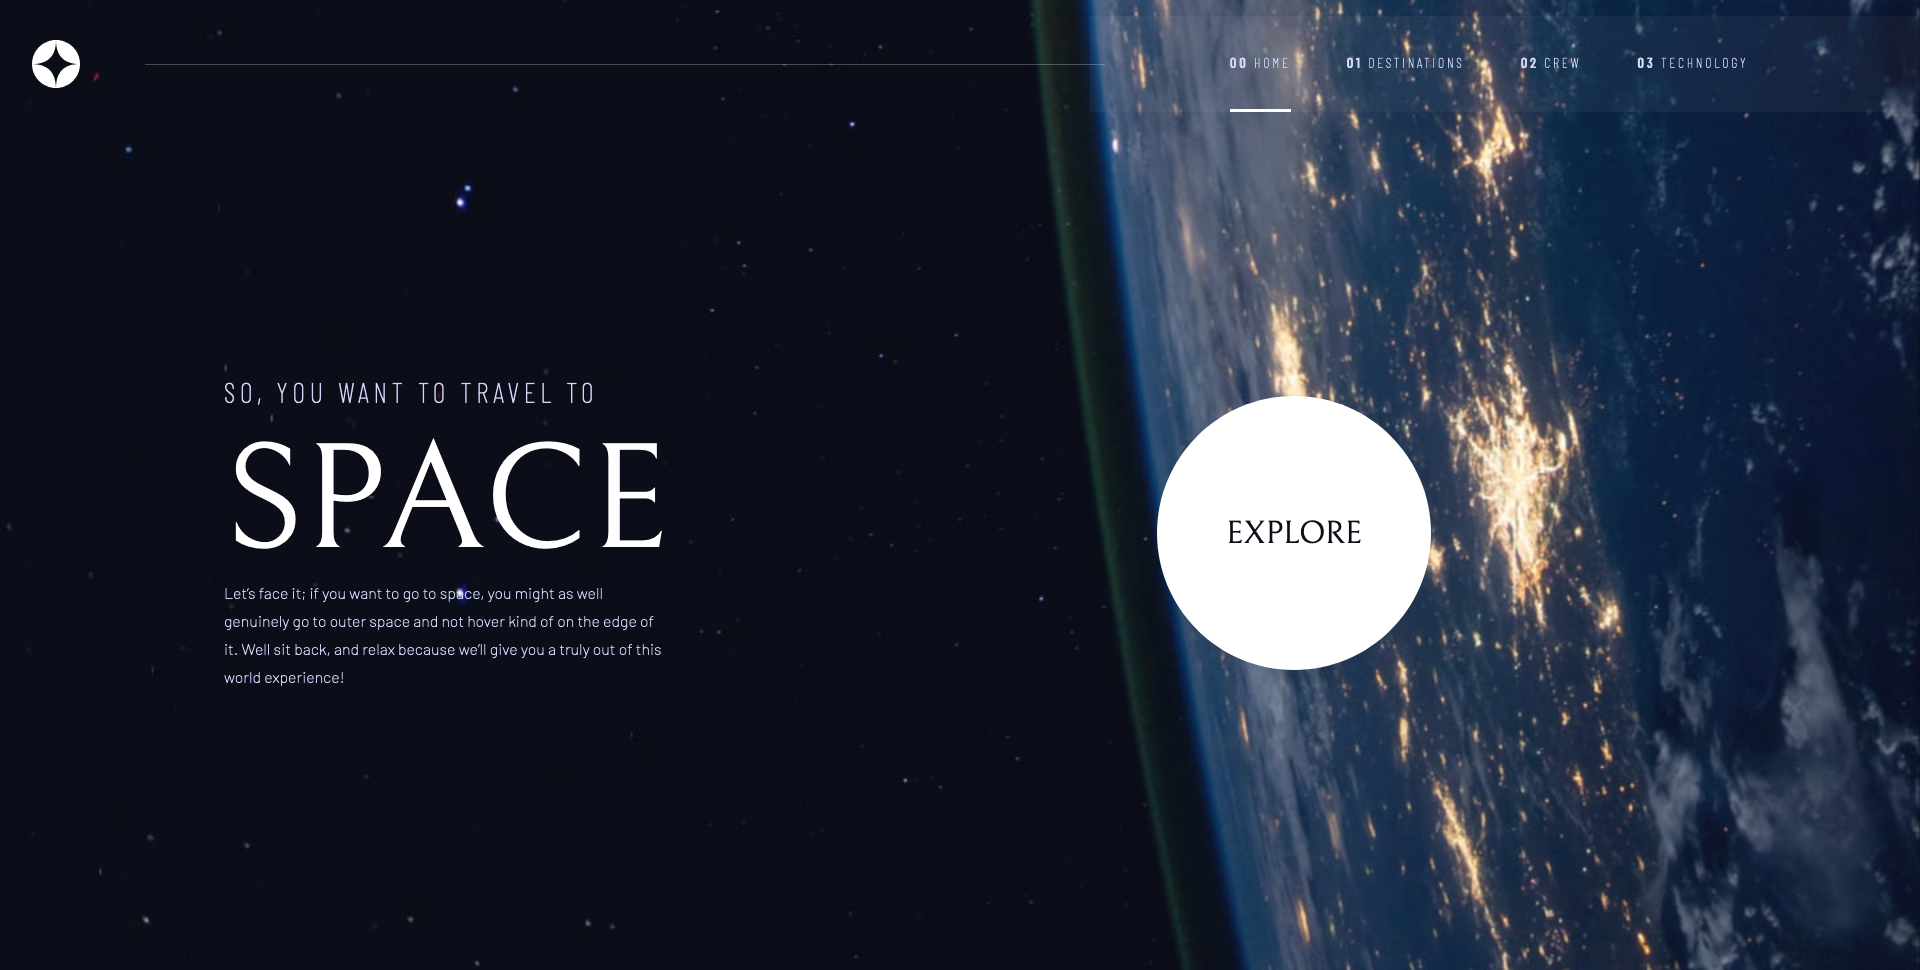 00 HOME 01 DESTINATIONS 02 CREW 03 TECHNOLOGY
SO, YOU WANT TO TRAVEL TO
SPACE
Let’s face it; if you want to go to space, you might as well
genuinely go to outer space and not hover kind of on the edge of
it. Well sit back, and relax because we’ll give you a truly out of this
world experience!
EXPLORE